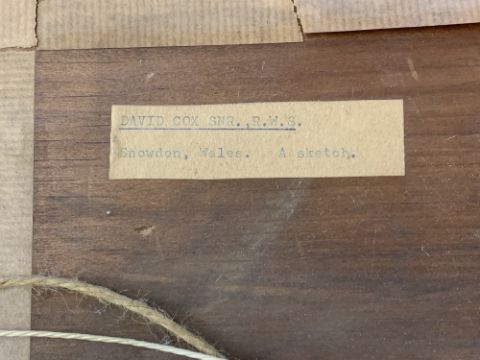 DAVID COX SNR.,R.W.S.
Snowdon, Wales. A sketch.